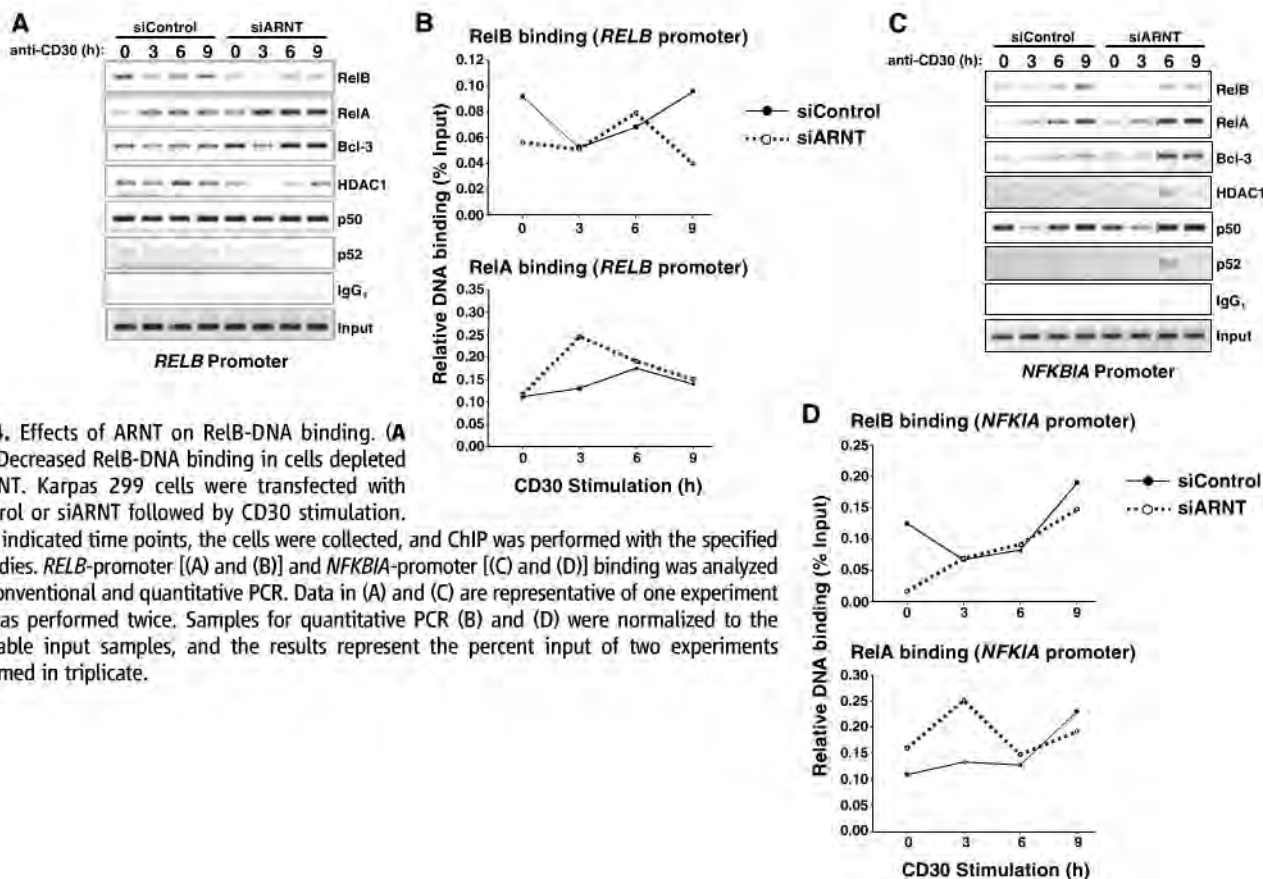 A
siControl siARNT
anti-CD30 (h): 0 3 6 9 0 3 6 9
RelB
RelA
Bcl-3
HDAC1
p50
p52
IgG₁
Input
RELB Promoter
B
RelB binding (RELB promoter)
0.12
0.10
0.08
0.06
0.04
0.02
0.00
0 3 6 9
siControl
siARNT
Relative DNA binding (% Input)
RelA binding (RELB promoter)
0.35
0.30
0.25
0.20
0.15
0.10
0.05
0.00
0 3 6 9
CD30 Stimulation (h)
C
siControl siARNT
anti-CD30 (h): 0 3 6 9 0 3 6 9
RelB
RelA
Bcl-3
HDAC1
p50
p52
IgG₁
Input
NFKBIA Promoter
D
RelB binding (NFKIA promoter)
0.25
0.20
0.15
0.10
0.05
0.00
0 3 6 9
siControl
siARNT
Relative DNA binding (% Input)
RelA binding (NFKIA promoter)
0.30
0.25
0.20
0.15
0.10
0.05
0.00
0 3 6 9
CD30 Stimulation (h)
4. Effects of ARNT on RelB-DNA binding. (A
Decreased RelB-DNA binding in cells depleted
NT. Karpas 299 cells were transfected with
rol or siARNT followed by CD30 stimulation.
indicated time points, the cells were collected, and ChIP was performed with the specified
dies. RELB-promoter [(A) and (B)] and NFKBIA-promoter [(C) and (D)] binding was analyzed
onventional and quantitative PCR. Data in (A) and (C) are representative of one experiment
as performed twice. Samples for quantitative PCR (B) and (D) were normalized to the
able input samples, and the results represent the percent input of two experiments
med in triplicate.